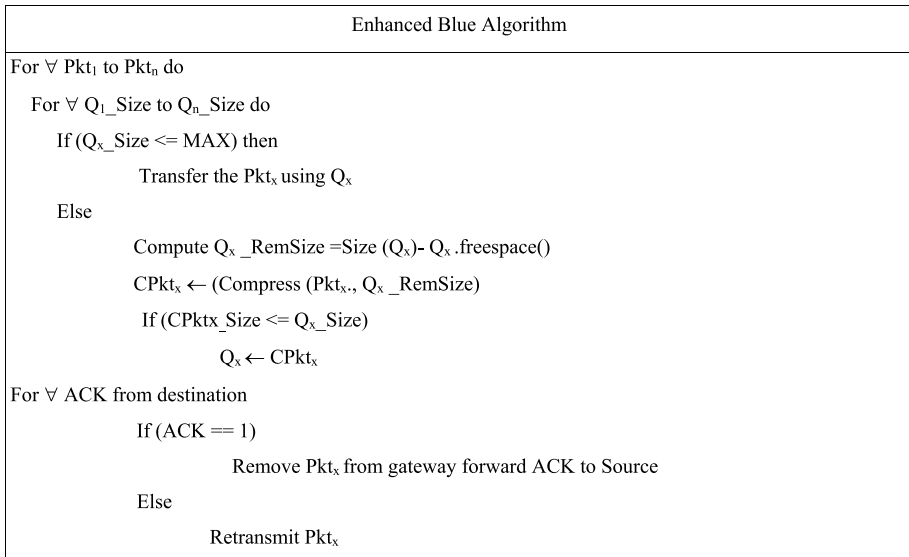 Enhanced Blue Algorithm
For ∀ Pkt₁ to Pktₙ do
For ∀ Q₁_Size to Qₙ_Size do
If (Qₓ_Size <= MAX) then
Transfer the Pktₓ using Qₓ
Else
Compute Qₓ _RemSize =Size (Qₓ)- Qₓ .freespace()
CPktₓ ← (Compress (Pktₓ., Qₓ _RemSize)
If (CPktx_Size <= Qₓ_Size)
Qₓ ← CPktₓ
For ∀ ACK from destination
If (ACK == 1)
Remove Pktₓ from gateway forward ACK to Source
Else
Retransmit Pktₓ